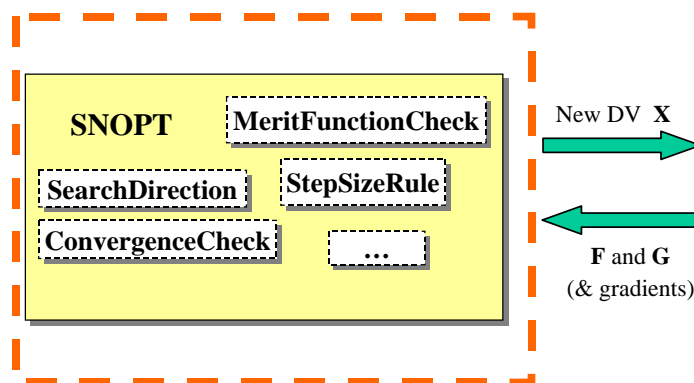 SNOPT
MeritFunctionCheck
SearchDirection
StepSizeRule
ConvergenceCheck
...
New DV X
F and G
(& gradients)